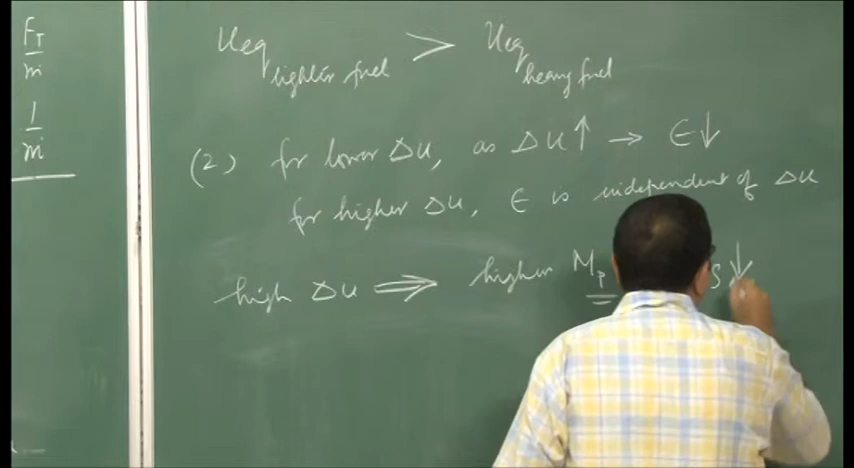 F_T
—
ṁ
I
—
ṁ
Ueq lighter fuel > Ueq heavy fuel
(2) for lower ΔU, as ΔU↑ → ϵ↓
for higher ΔU, ϵ is independent of ΔU
high ΔU ⟹ higher M_P S↓